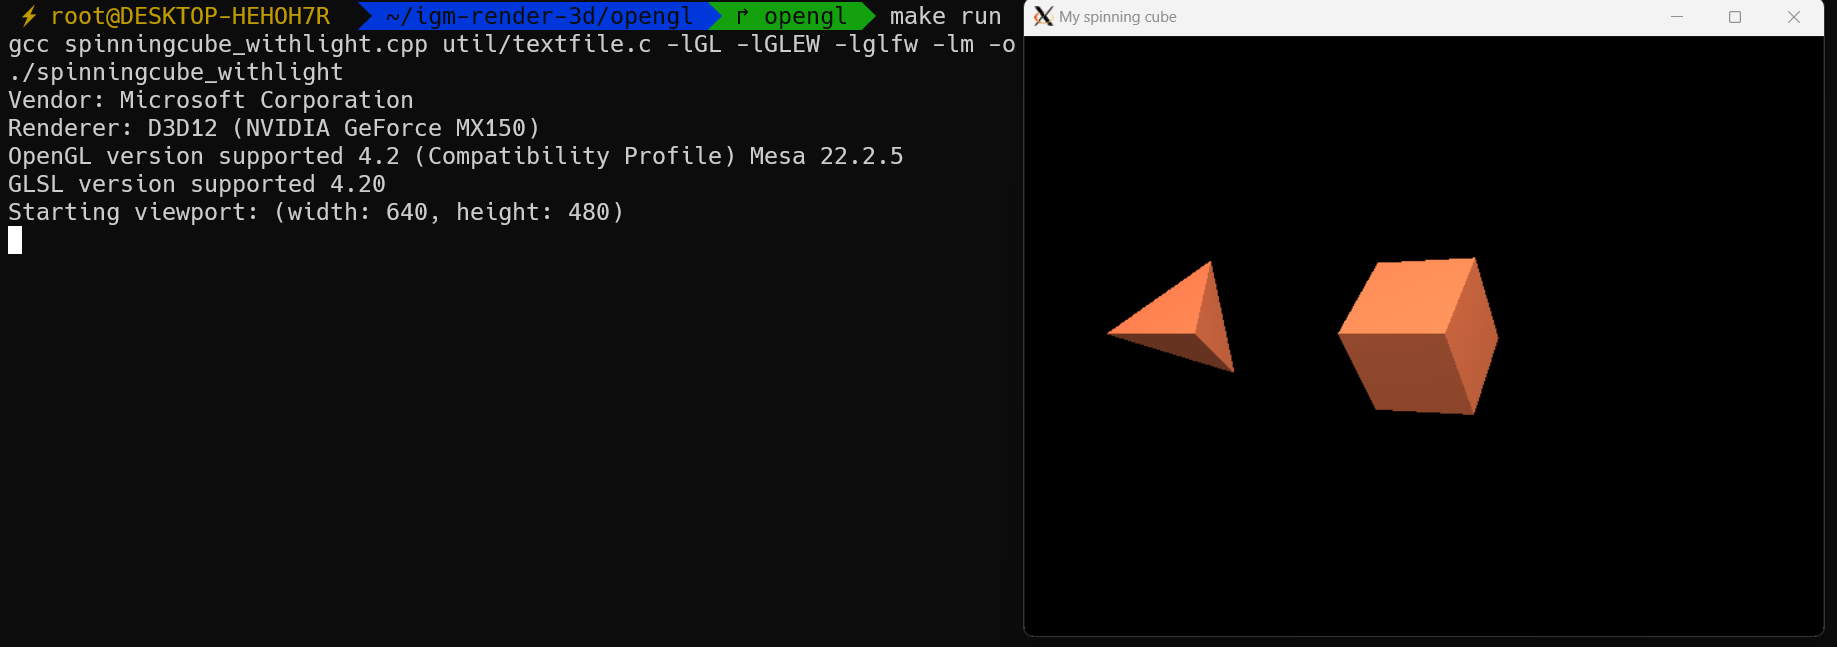 ⚡ root@DESKTOP-HEHOH7R ~/igm-render-3d/opengl ↱ opengl make run
gcc spinningcube_withlight.cpp util/textfile.c -lGL -lGLEW -lglfw -lm -o
./spinningcube_withlight
Vendor: Microsoft Corporation
Renderer: D3D12 (NVIDIA GeForce MX150)
OpenGL version supported 4.2 (Compatibility Profile) Mesa 22.2.5
GLSL version supported 4.20
Starting viewport: (width: 640, height: 480)
My spinning cube